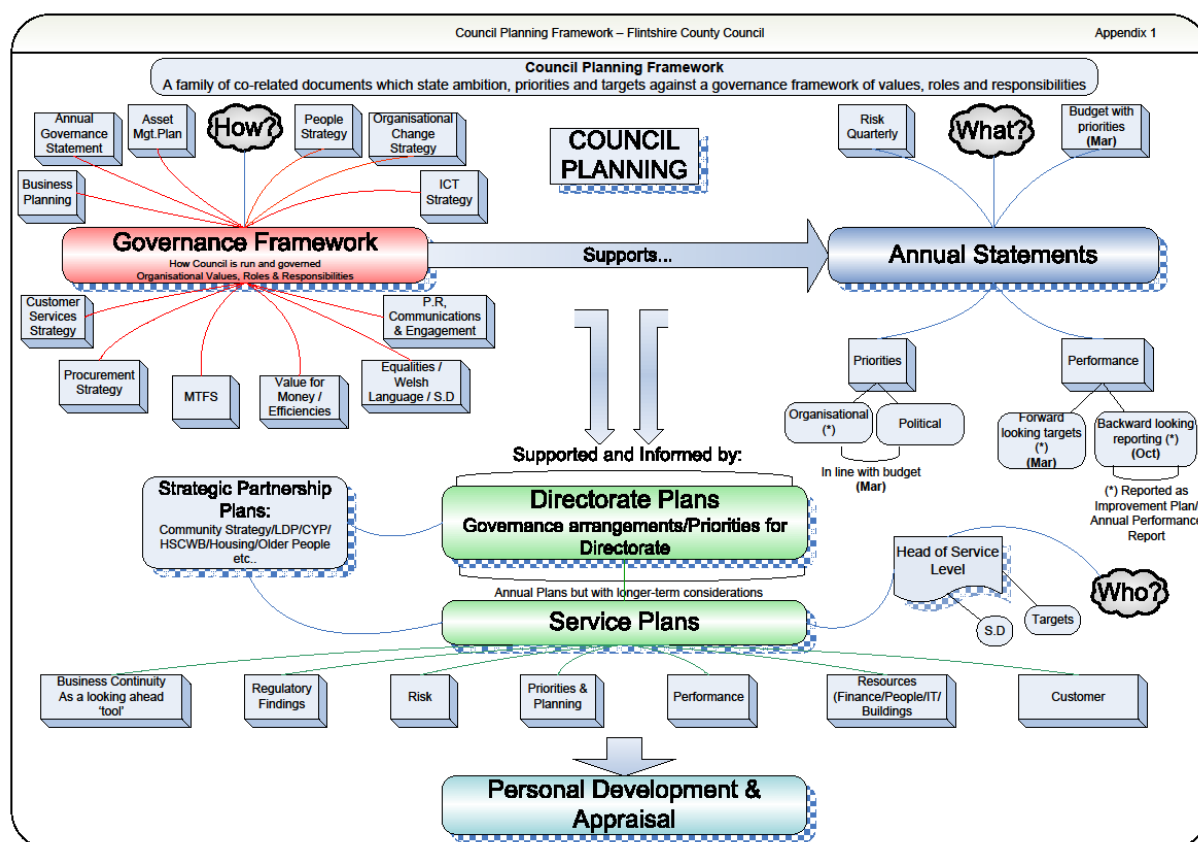 Council Planning Framework – Flintshire County Council
Appendix 1
Council Planning Framework
A family of co-related documents which state ambition, priorities and targets against a governance framework of values, roles and responsibilities
Annual
Governance
Statement
Asset
Mgt.Plan
How?
People
Strategy
Organisational
Change
Strategy
Business
Planning
ICT
Strategy
COUNCIL
PLANNING
Risk
Quarterly
What?
Budget with
priorities
(Mar)
Governance Framework
How Council is run and governed
Organisational Values, Roles & Responsibilities
Supports...
Annual Statements
Customer
Services
Strategy
P.R,
Communications
& Engagement
Procurement
Strategy
MTFS
Value for
Money /
Efficiencies
Equalities /
Welsh
Language / S.D
Priorities
Performance
Organisational
(*)
Political
Forward
looking targets
(*)
(Mar)
Backward looking
reporting (*)
(Oct)
In line with budget
(Mar)
(*) Reported as
Improvement Plan/
Annual Performance
Report
Supported and Informed by:
Strategic Partnership
Plans:
Community Strategy/LDP/CYP/
HSCWB/Housing/Older People
etc..
Directorate Plans
Governance arrangements/Priorities for
Directorate
Head of Service
Level
Who?
S.D
Targets
Annual Plans but with longer-term considerations
Service Plans
Business Continuity
As a looking ahead
'tool'
Regulatory
Findings
Risk
Priorities &
Planning
Performance
Resources
(Finance/People/IT/
Buildings
Customer
Personal Development &
Appraisal